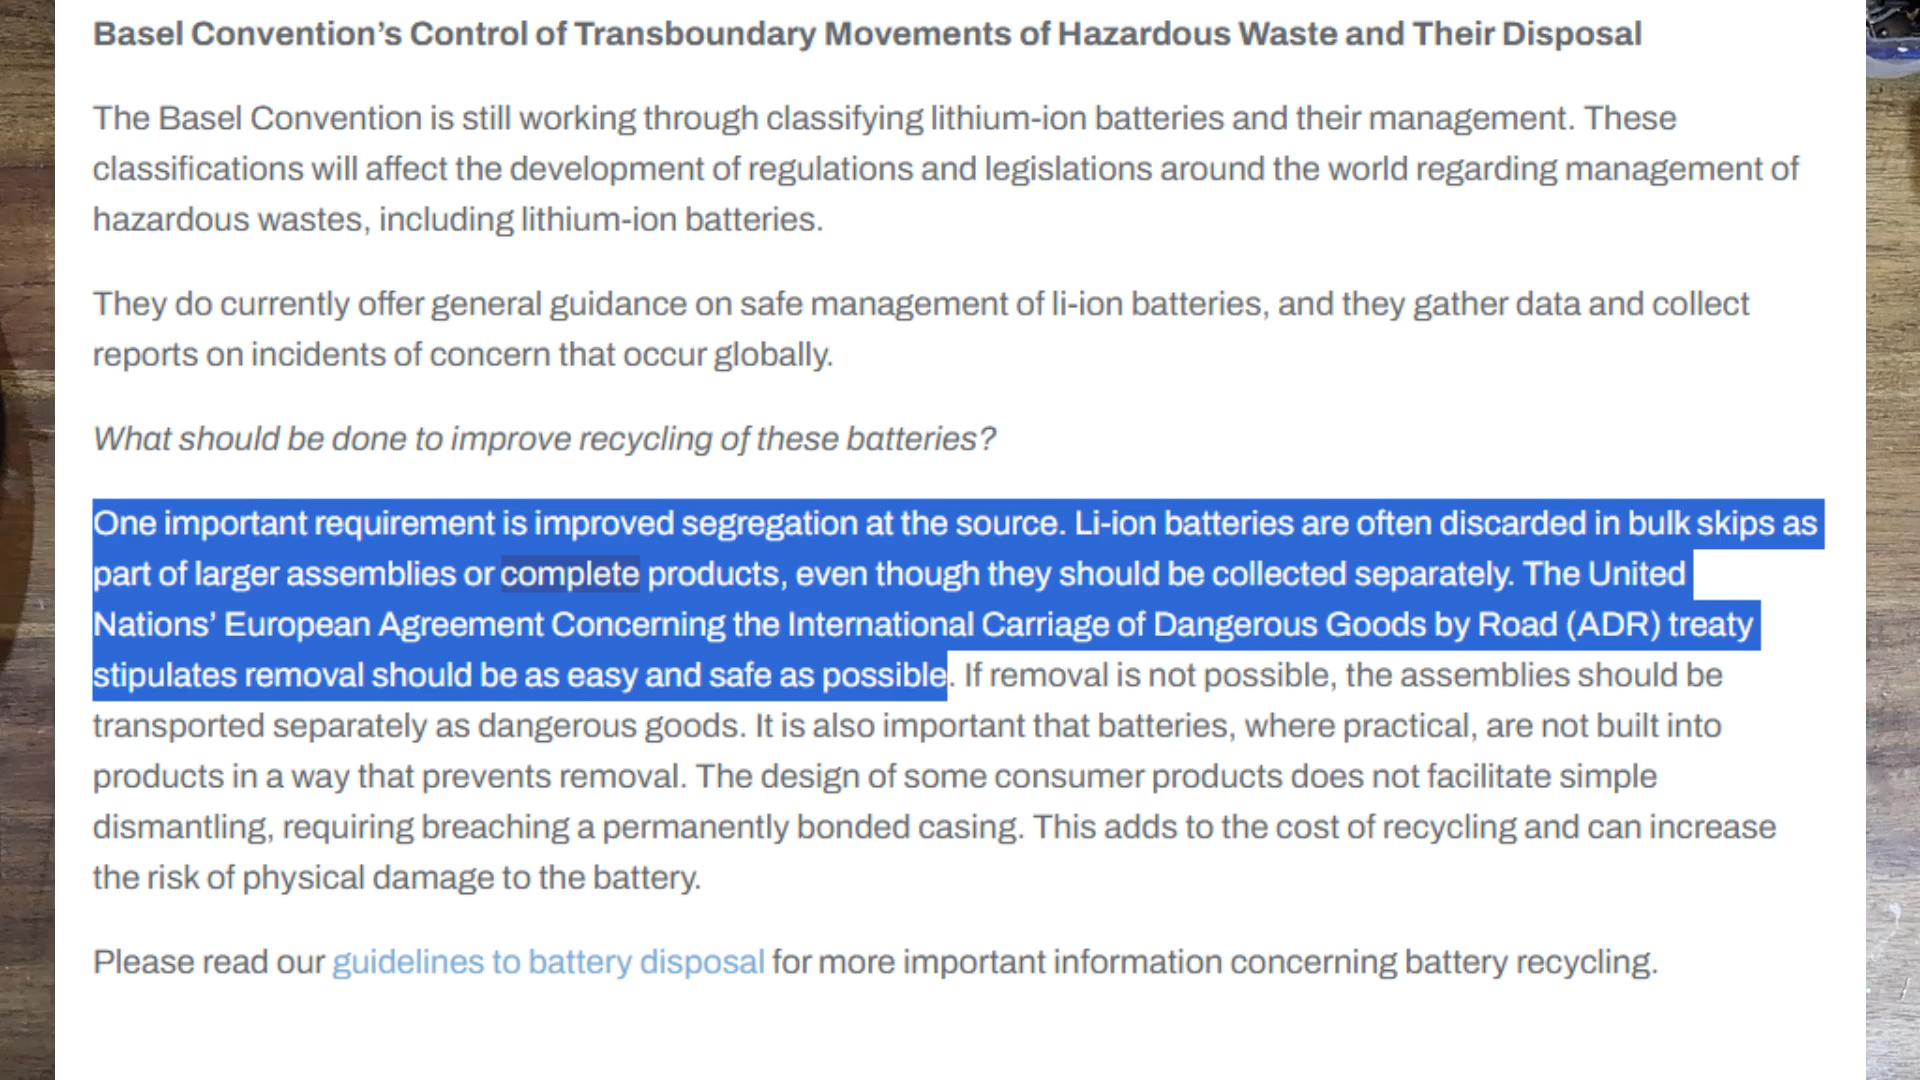 Basel Convention’s Control of Transboundary Movements of Hazardous Waste and Their Disposal
The Basel Convention is still working through classifying lithium-ion batteries and their management. These
classifications will affect the development of regulations and legislations around the world regarding management of
hazardous wastes, including lithium-ion batteries.
They do currently offer general guidance on safe management of li-ion batteries, and they gather data and collect
reports on incidents of concern that occur globally.
What should be done to improve recycling of these batteries?
One important requirement is improved segregation at the source. Li-ion batteries are often discarded in bulk skips as
part of larger assemblies or complete products, even though they should be collected separately. The United
Nations’ European Agreement Concerning the International Carriage of Dangerous Goods by Road (ADR) treaty
stipulates removal should be as easy and safe as possible. If removal is not possible, the assemblies should be
transported separately as dangerous goods. It is also important that batteries, where practical, are not built into
products in a way that prevents removal. The design of some consumer products does not facilitate simple
dismantling, requiring breaching a permanently bonded casing. This adds to the cost of recycling and can increase
the risk of physical damage to the battery.
Please read our guidelines to battery disposal for more important information concerning battery recycling.